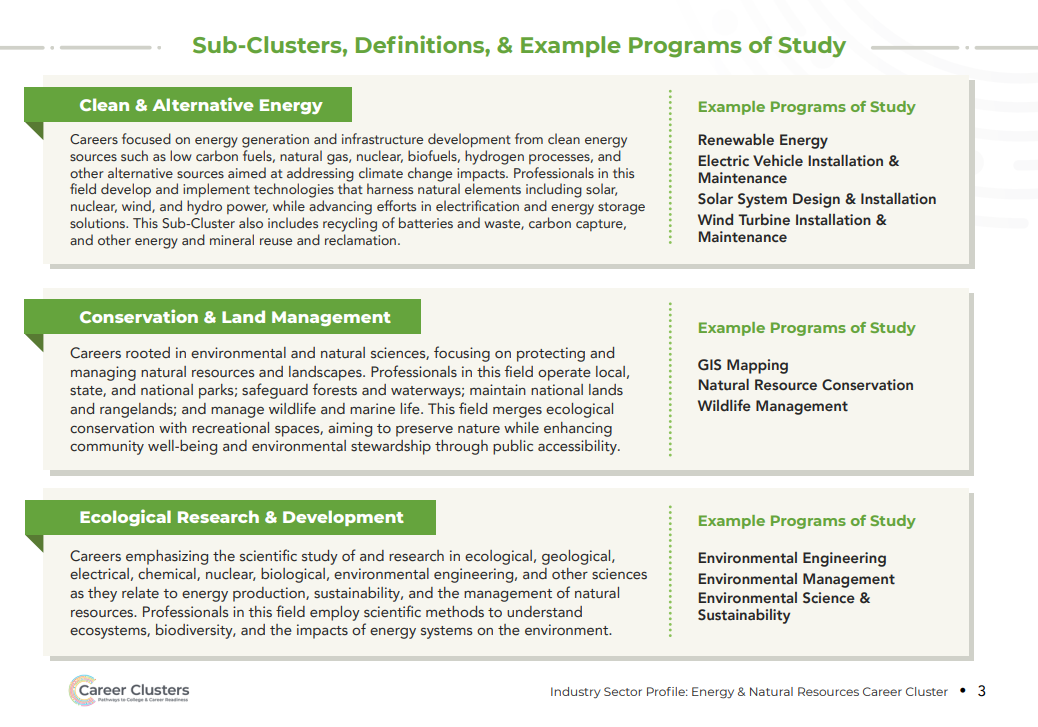 Sub-Clusters, Definitions, & Example Programs of Study
Clean & Alternative Energy
Careers focused on energy generation and infrastructure development from clean energy
sources such as low carbon fuels, natural gas, nuclear, biofuels, hydrogen processes, and
other alternative sources aimed at addressing climate change impacts. Professionals in this
field develop and implement technologies that harness natural elements including solar,
nuclear, wind, and hydro power, while advancing efforts in electrification and energy storage
solutions. This Sub-Cluster also includes recycling of batteries and waste, carbon capture,
and other energy and mineral reuse and reclamation.
Example Programs of Study
Renewable Energy
Electric Vehicle Installation &
Maintenance
Solar System Design & Installation
Wind Turbine Installation &
Maintenance
Conservation & Land Management
Careers rooted in environmental and natural sciences, focusing on protecting and
managing natural resources and landscapes. Professionals in this field operate local,
state, and national parks; safeguard forests and waterways; maintain national lands
and rangelands; and manage wildlife and marine life. This field merges ecological
conservation with recreational spaces, aiming to preserve nature while enhancing
community well-being and environmental stewardship through public accessibility.
Example Programs of Study
GIS Mapping
Natural Resource Conservation
Wildlife Management
Ecological Research & Development
Careers emphasizing the scientific study of and research in ecological, geological,
electrical, chemical, nuclear, biological, environmental engineering, and other sciences
as they relate to energy production, sustainability, and the management of natural
resources. Professionals in this field employ scientific methods to understand
ecosystems, biodiversity, and the impacts of energy systems on the environment.
Example Programs of Study
Environmental Engineering
Environmental Management
Environmental Science &
Sustainability
Career Clusters
Pathways to College & Career Readiness
Industry Sector Profile: Energy & Natural Resources Career Cluster • 3